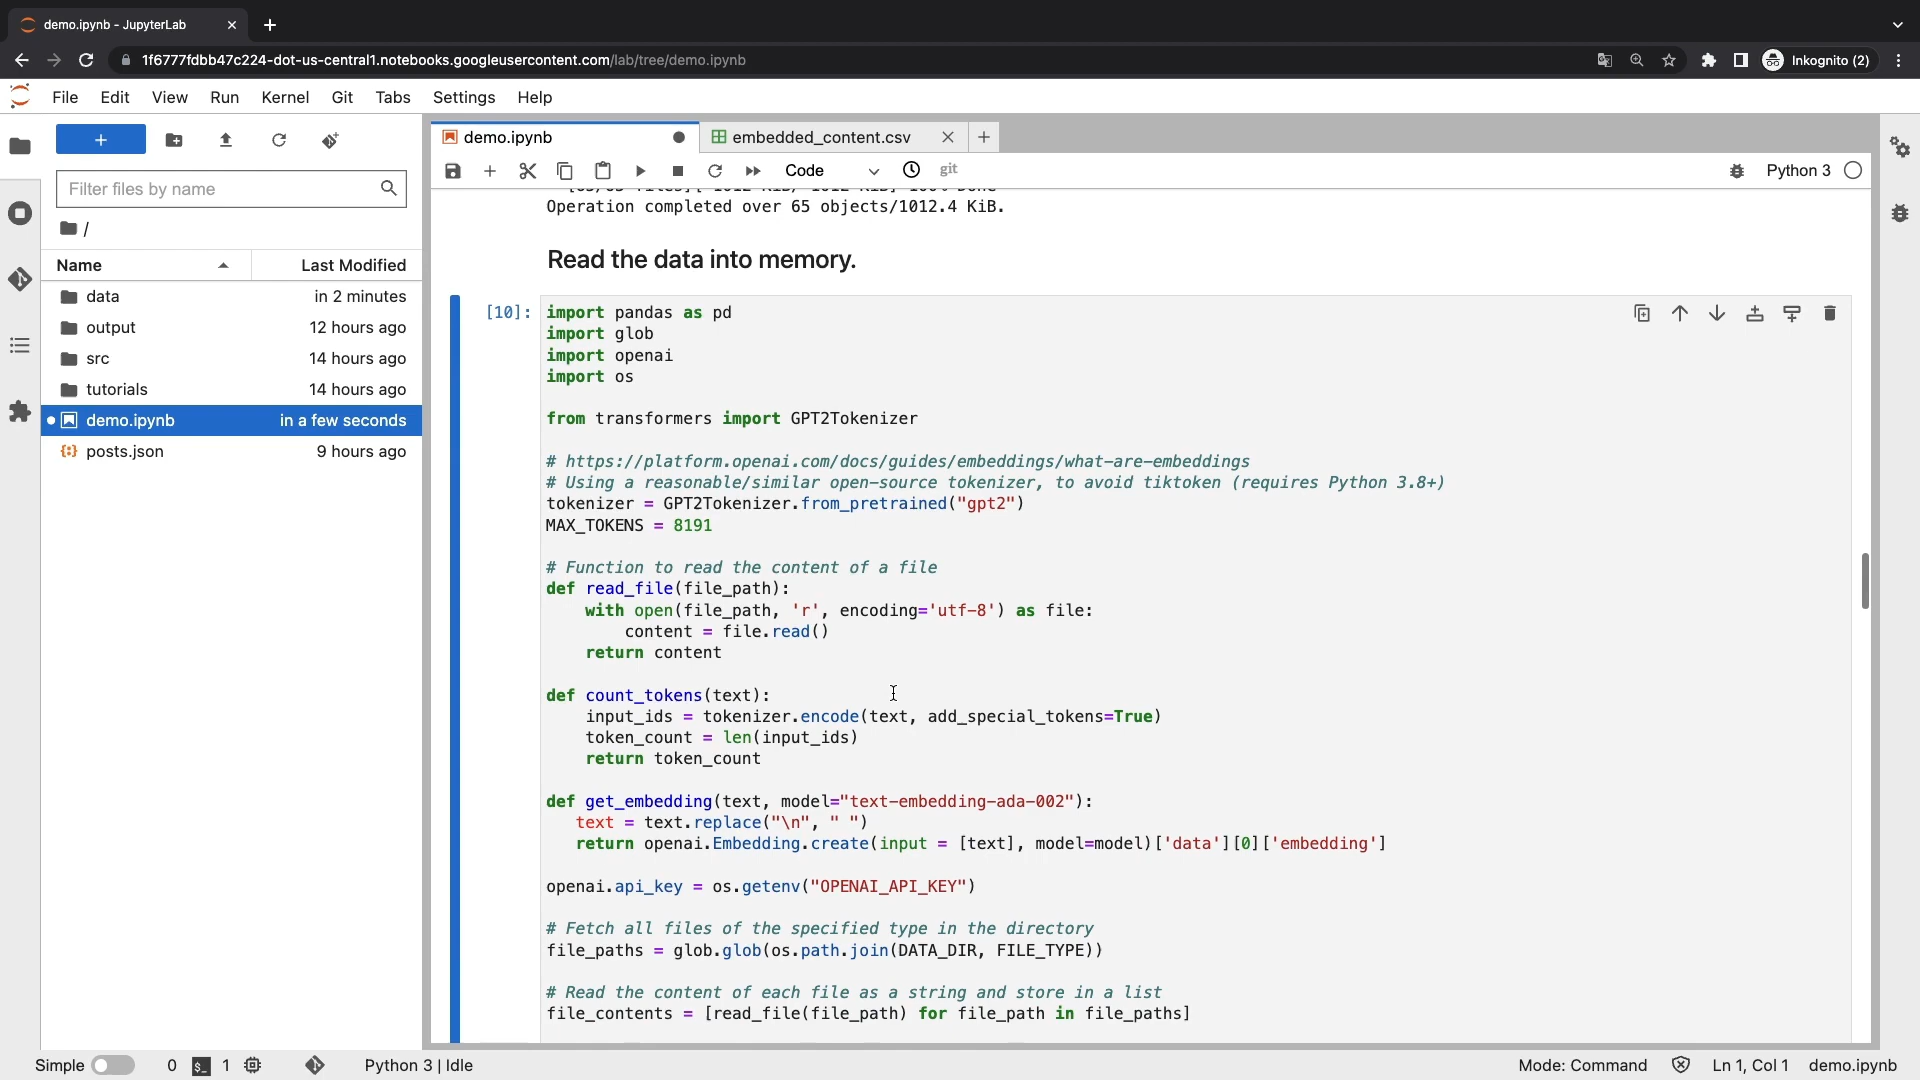 demo.ipynb - JupyterLab
1f6777fdbb47c224-dot-us-central1.notebooks.googleusercontent.com/lab/tree/demo.ipynb
Inkognito (2)
File Edit View Run Kernel Git Tabs Settings Help
demo.ipynb
embedded_content.csv
Code
git
Python 3
Filter files by name
/
Name Last Modified
data in 2 minutes
output 12 hours ago
src 14 hours ago
tutorials 14 hours ago
demo.ipynb in a few seconds
posts.json 9 hours ago
Operation completed over 65 objects/1012.4 KiB.
Read the data into memory.
[10]:
import pandas as pd
import glob
import openai
import os
from transformers import GPT2Tokenizer
# https://platform.openai.com/docs/guides/embeddings/what-are-embeddings
# Using a reasonable/similar open-source tokenizer, to avoid tiktoken (requires Python 3.8+)
tokenizer = GPT2Tokenizer.from_pretrained("gpt2")
MAX_TOKENS = 8191
# Function to read the content of a file
def read_file(file_path):
    with open(file_path, 'r', encoding='utf-8') as file:
        content = file.read()
    return content
def count_tokens(text):
    input_ids = tokenizer.encode(text, add_special_tokens=True)
    token_count = len(input_ids)
    return token_count
def get_embedding(text, model="text-embedding-ada-002"):
   text = text.replace("\n", " ")
   return openai.Embedding.create(input = [text], model=model)['data'][0]['embedding']
openai.api_key = os.getenv("OPENAI_API_KEY")
# Fetch all files of the specified type in the directory
file_paths = glob.glob(os.path.join(DATA_DIR, FILE_TYPE))
# Read the content of each file as a string and store in a list
file_contents = [read_file(file_path) for file_path in file_paths]
Simple 0 1 Python 3 | Idle Mode: Command Ln 1, Col 1 demo.ipynb